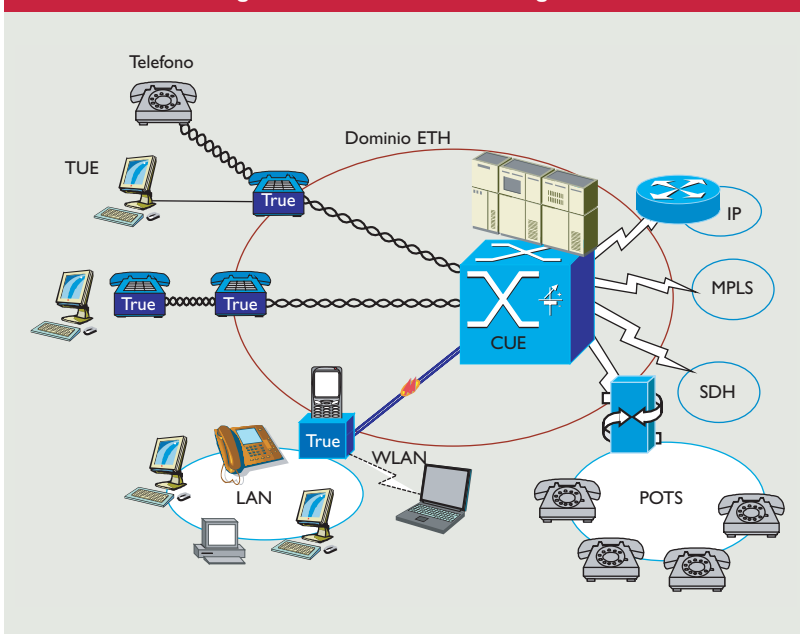 Telefono
Dominio ETH
TUE
True
IP
True
True
MPLS
CUE
SDH
True
WLAN
LAN
POTS